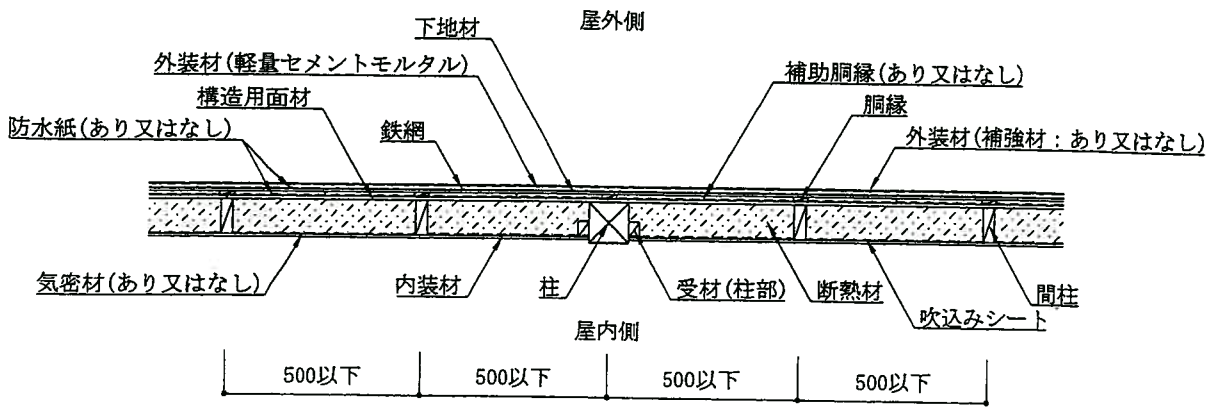 屋外側
下地材
外装材(軽量セメントモルタル)
構造用面材
防水紙(あり又はなし)
鉄網
補助胴縁(あり又はなし)
胴縁
外装材(補強材：あり又はなし)
気密材(あり又はなし)
内装材
柱
受材(柱部)
断熱材
間柱
吹込みシート
屋内側
500以下
500以下
500以下
500以下